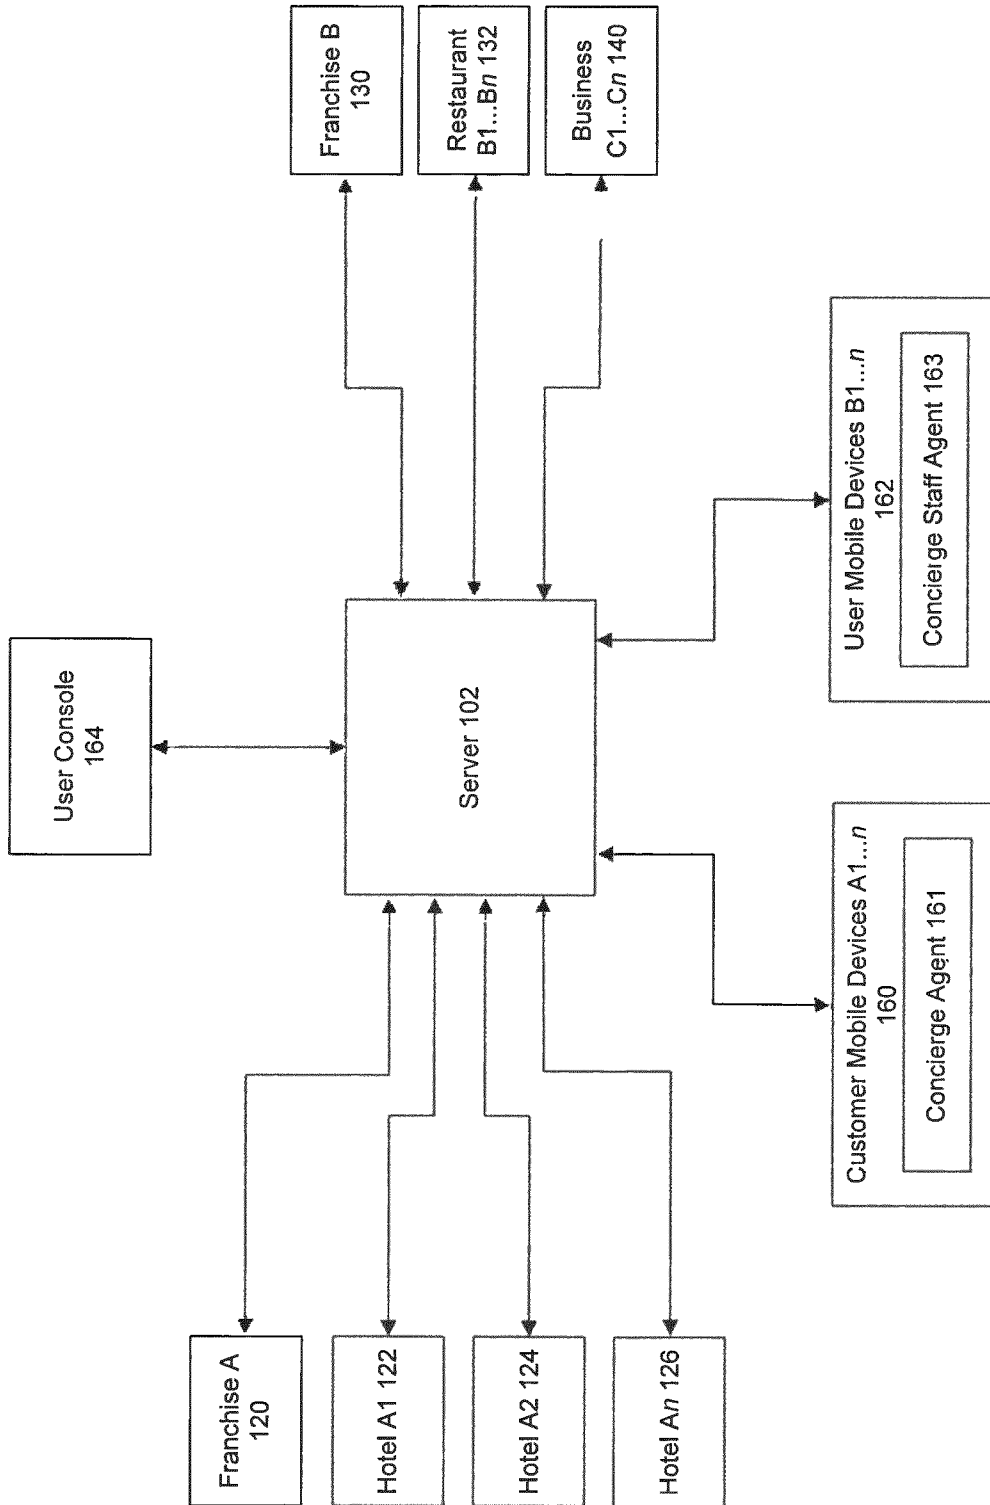 User Console
164
Franchise A
120
Hotel A1 122
Hotel A2 124
Hotel An 126
Server 102
Franchise B
130
Restaurant
B1...Bn 132
Business
C1...Cn 140
Customer Mobile Devices A1...n
160
Concierge Agent 161
User Mobile Devices B1...n
162
Concierge Staff Agent 163